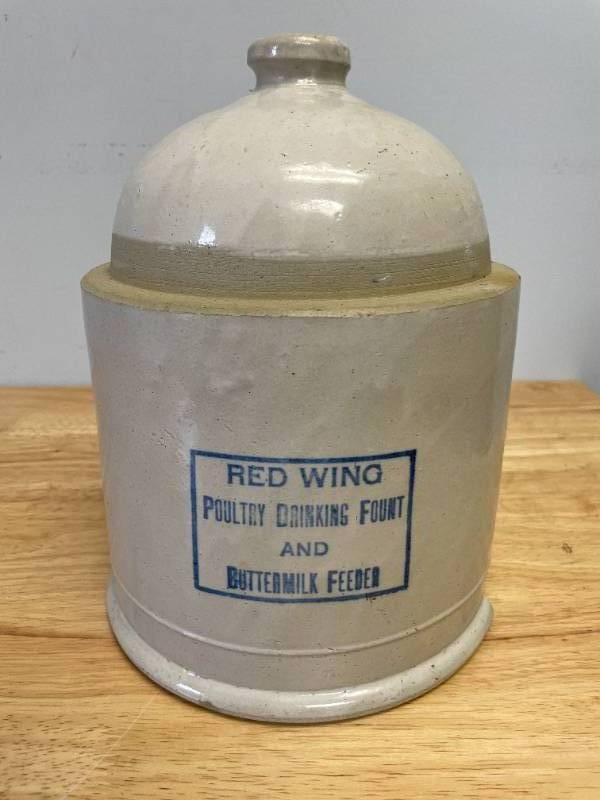 RED WING
POULTRY DRINKING FOUNT
AND
BUTTERMILK FEEDER